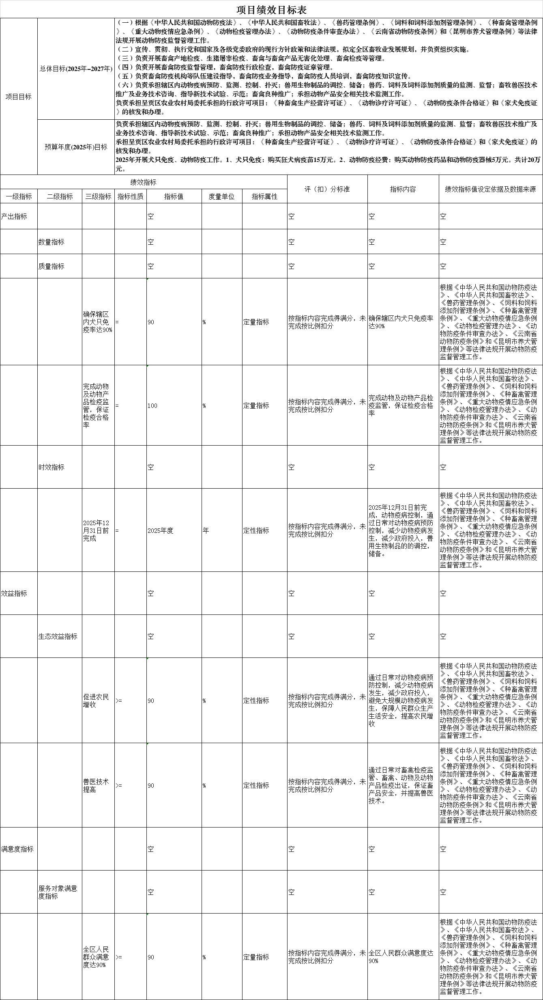 项目绩效目标表
项目目标
总体目标(2025年-2027年)
（一）根据《中华人民共和国动物防疫法》、《中华人民共和国畜牧法》、《兽药管理条例》、《饲料和饲料添加剂管理条例》、《种畜禽管理条例
》、《重大动物疫情应急条例》、《动物检疫管理办法》、《动物防疫条件审查办法》、《云南省动物防疫条例》和《昆明市养犬管理条例》等法律
法规开展动物防疫监督管理工作。
（二）宣传、贯彻、执行党和国家及各级党委政府的现行方针政策和法律法规，拟定全区畜牧业发展规划，并负责组织实施。
（三）负责开展畜禽产地检疫、生猪屠宰检疫、畜禽与畜禽产品无害化处理、畜禽检疫等管理。
（四）负责开展畜禽防疫监督管理，畜禽防疫行政检查，畜禽防疫证章管理。
（五）负责畜禽防疫机构等队伍建设指导，畜禽防疫业务指导，畜禽防疫人员培训，畜禽防疫知识宣传。
（六）负责承担辖区内动物疫病预防、监测、控制、扑灭；兽用生物制品的调控、储备；兽药、饲料及饲料添加剂质量的监测、监督；畜牧兽医技术
推广及业务技术咨询、指导新技术试验、示范；畜禽良种推广；承担动物产品安全相关技术监测工作。
负责承担呈贡区农业农村局委托承担的行政许可项目：《种畜禽生产经营许可证》、《动物诊疗许可证》、《动物防疫条件合格证》和《家犬免疫证
》的核发和办理。
预算年度(2025年)目标
负责承担辖区内动物疫病预防、监测、控制、扑灭；兽用生物制品的调控、储备；兽药、饲料及饲料添加剂质量的监测、监督；畜牧兽医技术推广及
业务技术咨询、指导新技术试验、示范；畜禽良种推广；承担动物产品安全相关技术监测工作。
承担呈贡区农业农村局委托承担的行政许可项目：《种畜禽生产经营许可证》、《动物诊疗许可证》、《动物防疫条件合格证》和《家犬免疫证》的
核发和办理。
2025年开展犬只免疫、动物防疫工作。1、犬只免疫：购买狂犬病疫苗15万元。2、动物防疫经费：购买动物防疫药品和动物防疫器械5万元。共计20万
元。
绩效指标
评（扣）分标准
指标内容
绩效指标值设定依据及数据来源
一级指标
二级指标
三级指标
指标性质
指标值
度量单位
指标属性
产出指标
空
空
空
空
数量指标
空
空
空
空
质量指标
空
空
空
空
确保辖区
内犬只免
疫率达90%
=
90
%
定量指标
按指标内容完成得满分，未
完成按比例扣分
确保辖区内犬只免疫率
达90%
根据《中华人民共和国动物防疫法
》、《中华人民共和国畜牧法》、
《兽药管理条例》、《饲料和饲料
添加剂管理条例》、《种畜禽管理
条例》、《重大动物疫情应急条例
》、《动物检疫管理办法》、《动
物防疫条件审查办法》、《云南省
动物防疫条例》和《昆明市养犬管
理条例》等法律法规开展动物防疫
监督管理工作。
完成动物
及动物产
品检疫监
管，保证
检疫合格
率
=
100
%
定量指标
按指标内容完成得满分，未
完成按比例扣分
完成动物及动物产品检
疫监管，保证检疫合格
率
根据《中华人民共和国动物防疫法
》、《中华人民共和国畜牧法》、
《兽药管理条例》、《饲料和饲料
添加剂管理条例》、《种畜禽管理
条例》、《重大动物疫情应急条例
》、《动物检疫管理办法》、《动
物防疫条件审查办法》、《云南省
动物防疫条例》和《昆明市养犬管
理条例》等法律法规开展动物防疫
监督管理工作。
时效指标
空
空
空
空
2025年12
月31日前
完成
=
2025年度
年
定性指标
按指标内容完成得满分，未
完成按比例扣分
2025年12月31日前完
成，动物疫病控制，通
过日常对动物疫病预防
控制，减少动物疫病发
生，减少政府投入，兽
用生物制品的的调控，
储备。
根据《中华人民共和国动物防疫法
》、《中华人民共和国畜牧法》、
《兽药管理条例》、《饲料和饲料
添加剂管理条例》、《种畜禽管理
条例》、《重大动物疫情应急条例
》、《动物检疫管理办法》、《动
物防疫条件审查办法》、《云南省
动物防疫条例》和《昆明市养犬管
理条例》等法律法规开展动物防疫
监督管理工作。
效益指标
空
空
空
空
生态效益指标
空
空
空
空
促进农民
增收
>=
90
%
定性指标
按指标内容完成得满分，未
完成按比例扣分
通过日常对动物疫病预
防控制，减少动物疫病
发生，减少政府投入，
避免大规模动物疫病发
生，保障人民群众生产
生活安全，提高农民增
收
根据《中华人民共和国动物防疫法
》、《中华人民共和国畜牧法》、
《兽药管理条例》、《饲料和饲料
添加剂管理条例》、《种畜禽管理
条例》、《重大动物疫情应急条例
》、《动物检疫管理办法》、《动
物防疫条件审查办法》、《云南省
动物防疫条例》和《昆明市养犬管
理条例》等法律法规开展动物防疫
监督管理工作。
兽医技术
提高
>=
90
%
定性指标
按指标内容完成得满分，未
完成按比例扣分
通过日常对畜禽检疫监
管、畜禽、动物及动物
产品检疫出证，保证畜
产品安全，并提高兽医
技术。
根据《中华人民共和国动物防疫法
》、《中华人民共和国畜牧法》、
《兽药管理条例》、《饲料和饲料
添加剂管理条例》、《种畜禽管理
条例》、《重大动物疫情应急条例
》、《动物检疫管理办法》、《动
物防疫条件审查办法》、《云南省
动物防疫条例》和《昆明市养犬管
理条例》等法律法规开展动物防疫
监督管理工作。
满意度指标
空
空
空
空
服务对象满意
度指标
空
空
空
空
全区人民
群众满意
度达90%
>=
90
%
定量指标
按指标内容完成得满分，未
完成按比例扣分
全区人民群众满意度达
90%
根据《中华人民共和国动物防疫法
》、《中华人民共和国畜牧法》、
《兽药管理条例》、《饲料和饲料
添加剂管理条例》、《种畜禽管理
条例》、《重大动物疫情应急条例
》、《动物检疫管理办法》、《动
物防疫条件审查办法》、《云南省
动物防疫条例》和《昆明市养犬管
理条例》等法律法规开展动物防疫
监督管理工作。